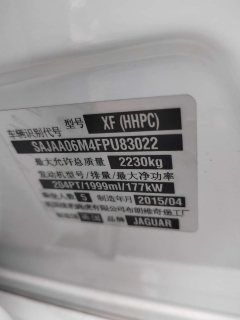 型号 XF (HHPC)
车辆识别代号 SAJAA06M4FPU83022
最大允许总质量 2230kg
发动机型号/排量/最大净功率
204PT/1999ml/177kW
乘坐人数 5 制造年月 2015/04
品牌 JAGUAR